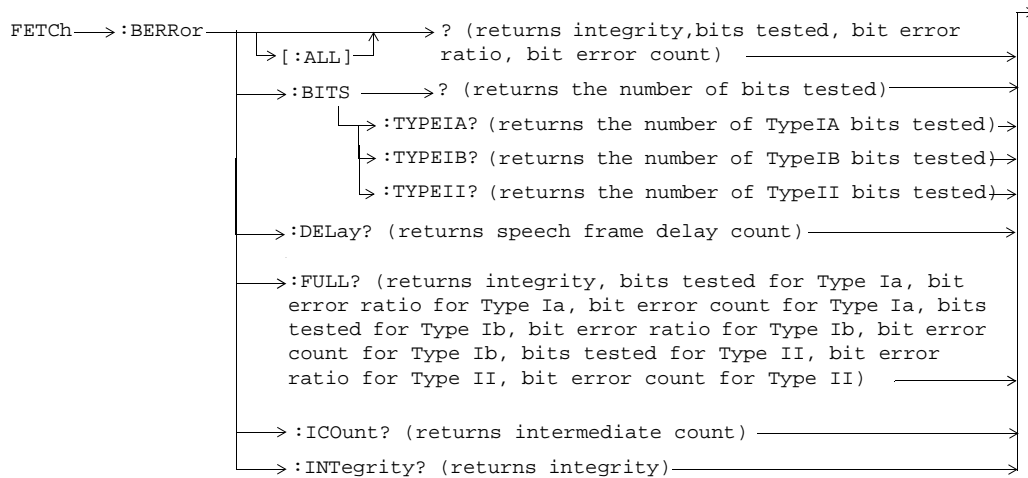 FETCh :BERRor ? (returns integrity,bits tested, bit error
[:ALL] ratio, bit error count)
:BITS ? (returns the number of bits tested)
:TYPEIA? (returns the number of TypeIA bits tested)
:TYPEIB? (returns the number of TypeIB bits tested)
:TYPEII? (returns the number of TypeII bits tested)
:DELay? (returns speech frame delay count)
:FULL? (returns integrity, bits tested for Type Ia, bit
error ratio for Type Ia, bit error count for Type Ia, bits
tested for Type Ib, bit error ratio for Type Ib, bit error
count for Type Ib, bits tested for Type II, bit error
ratio for Type II, bit error count for Type II)
:ICOunt? (returns intermediate count)
:INTegrity? (returns integrity)